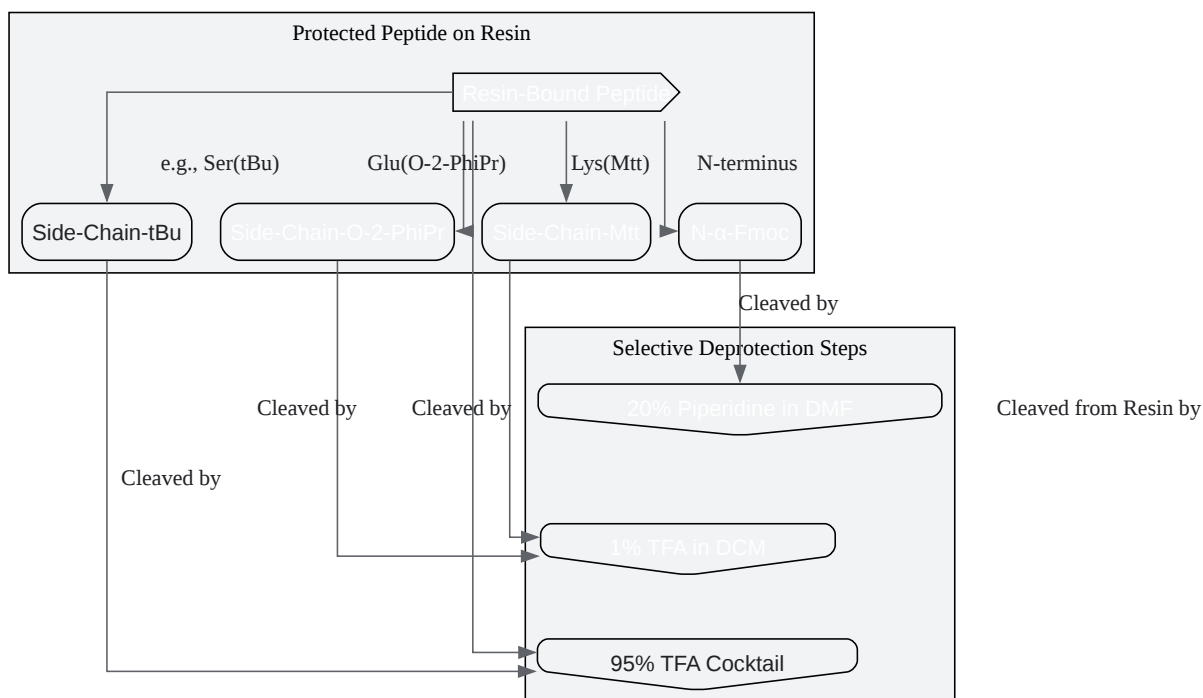 Protected Peptide on Resin
Resin-Bound Peptide
e.g., Ser(tBu)
Glu(O-2-PhiPr)
Lys(Mtt)
N-terminus
Side-Chain-tBu
Side-Chain-O-2-PhiPr
Side-Chain-Mtt
N-α-Fmoc
Cleaved by
Selective Deprotection Steps
Cleaved by
Cleaved by
20% Piperidine in DMF
Cleaved from Resin by
Cleaved by
1% TFA in DCM
95% TFA Cocktail